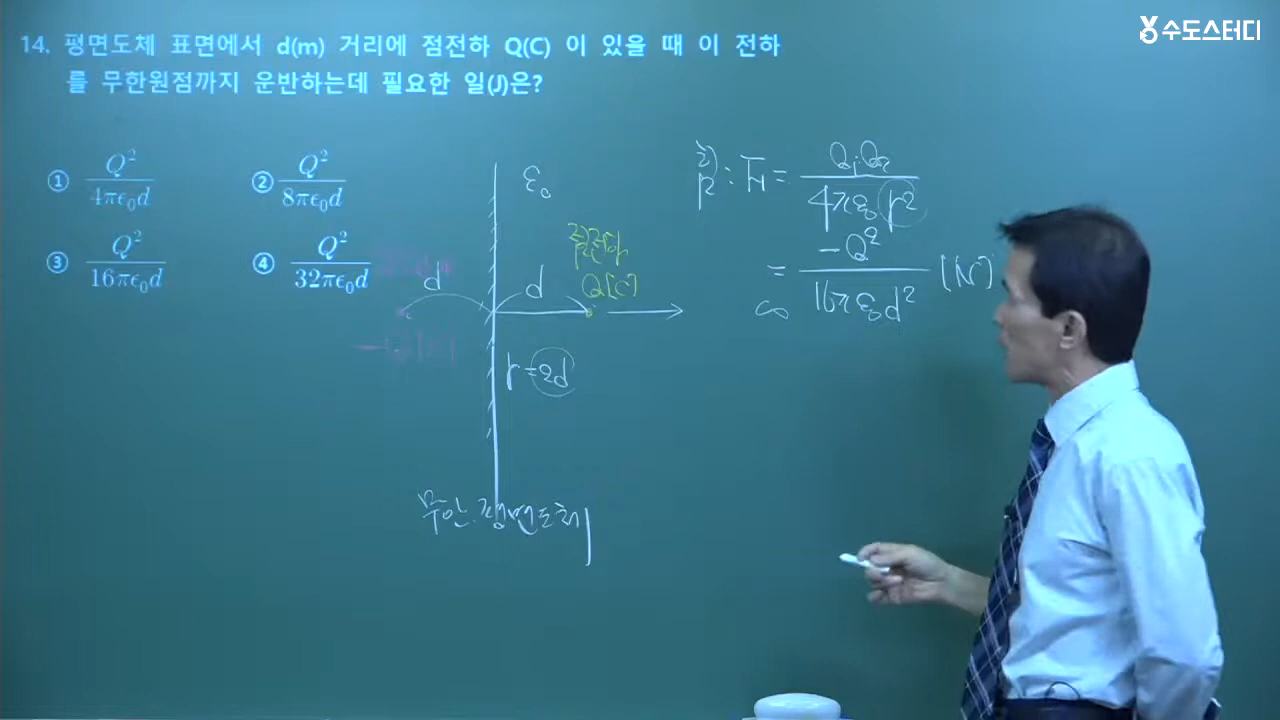 수도스터디
14. 평면도체 표면에서 d(m) 거리에 점전하 Q(C) 이 있을 때 이 전하
를 무한원점까지 운반하는데 필요한 일(J)은?
① Q² / 4πϵ₀d
② Q² / 8πϵ₀d
③ Q² / 16πϵ₀d
④ Q² / 32πϵ₀d
ε₀
점전하
Q[C]
d
d
r=2d
무한평면도체
힘 : F = Q₁Q₂ / 4πε₀r²
= -Q² / 16πε₀d² [N]
∞